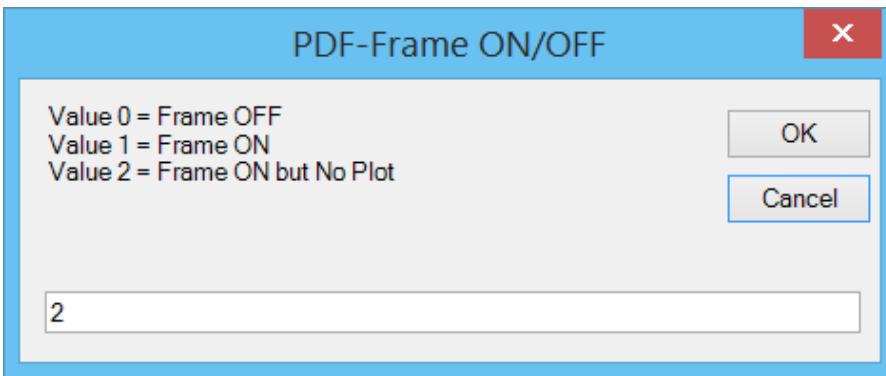 PDF-Frame ON/OFF
Value 0 = Frame OFF
Value 1 = Frame ON
Value 2 = Frame ON but No Plot
OK
Cancel
2